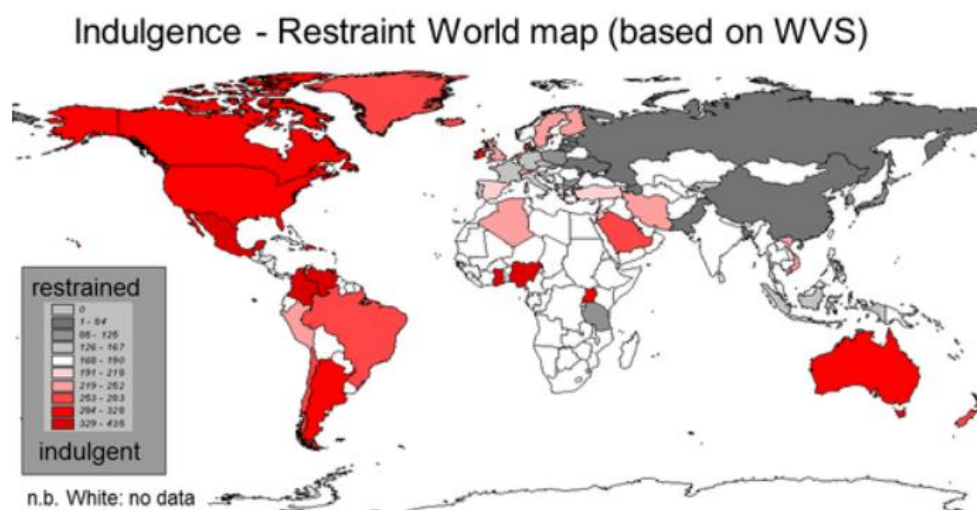 Indulgence - Restraint World map (based on WVS)
restrained
0
1 - 84
85 - 125
126 - 167
168 - 190
191 - 218
219 - 252
253 - 283
284 - 328
329 - 435
indulgent
n.b. White: no data